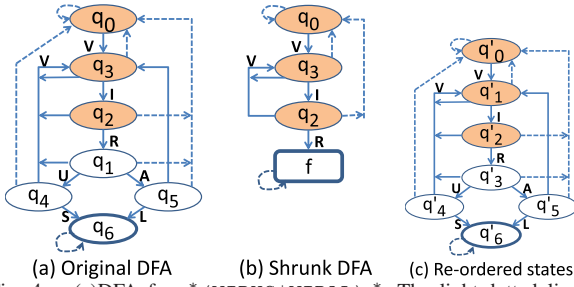 q0
V
q3
V
I
q2
R
q1
U
A
q4
q5
S
L
q6
(a) Original DFA
q0
V
q3
V
I
q2
R
f
(b) Shrunk DFA
q'0
V
q'1
V
I
q'2
R
q'3
U
A
q'4
q'5
S
L
q'6
(c) Re-ordered states